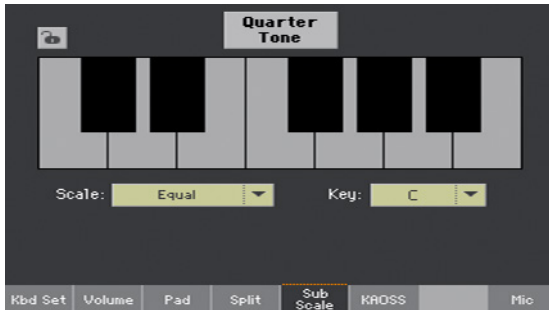 Quarter
Tone
Scale: Equal Key: C
Kbd Set Volume Pad Split Sub Scale KAOSS Mic